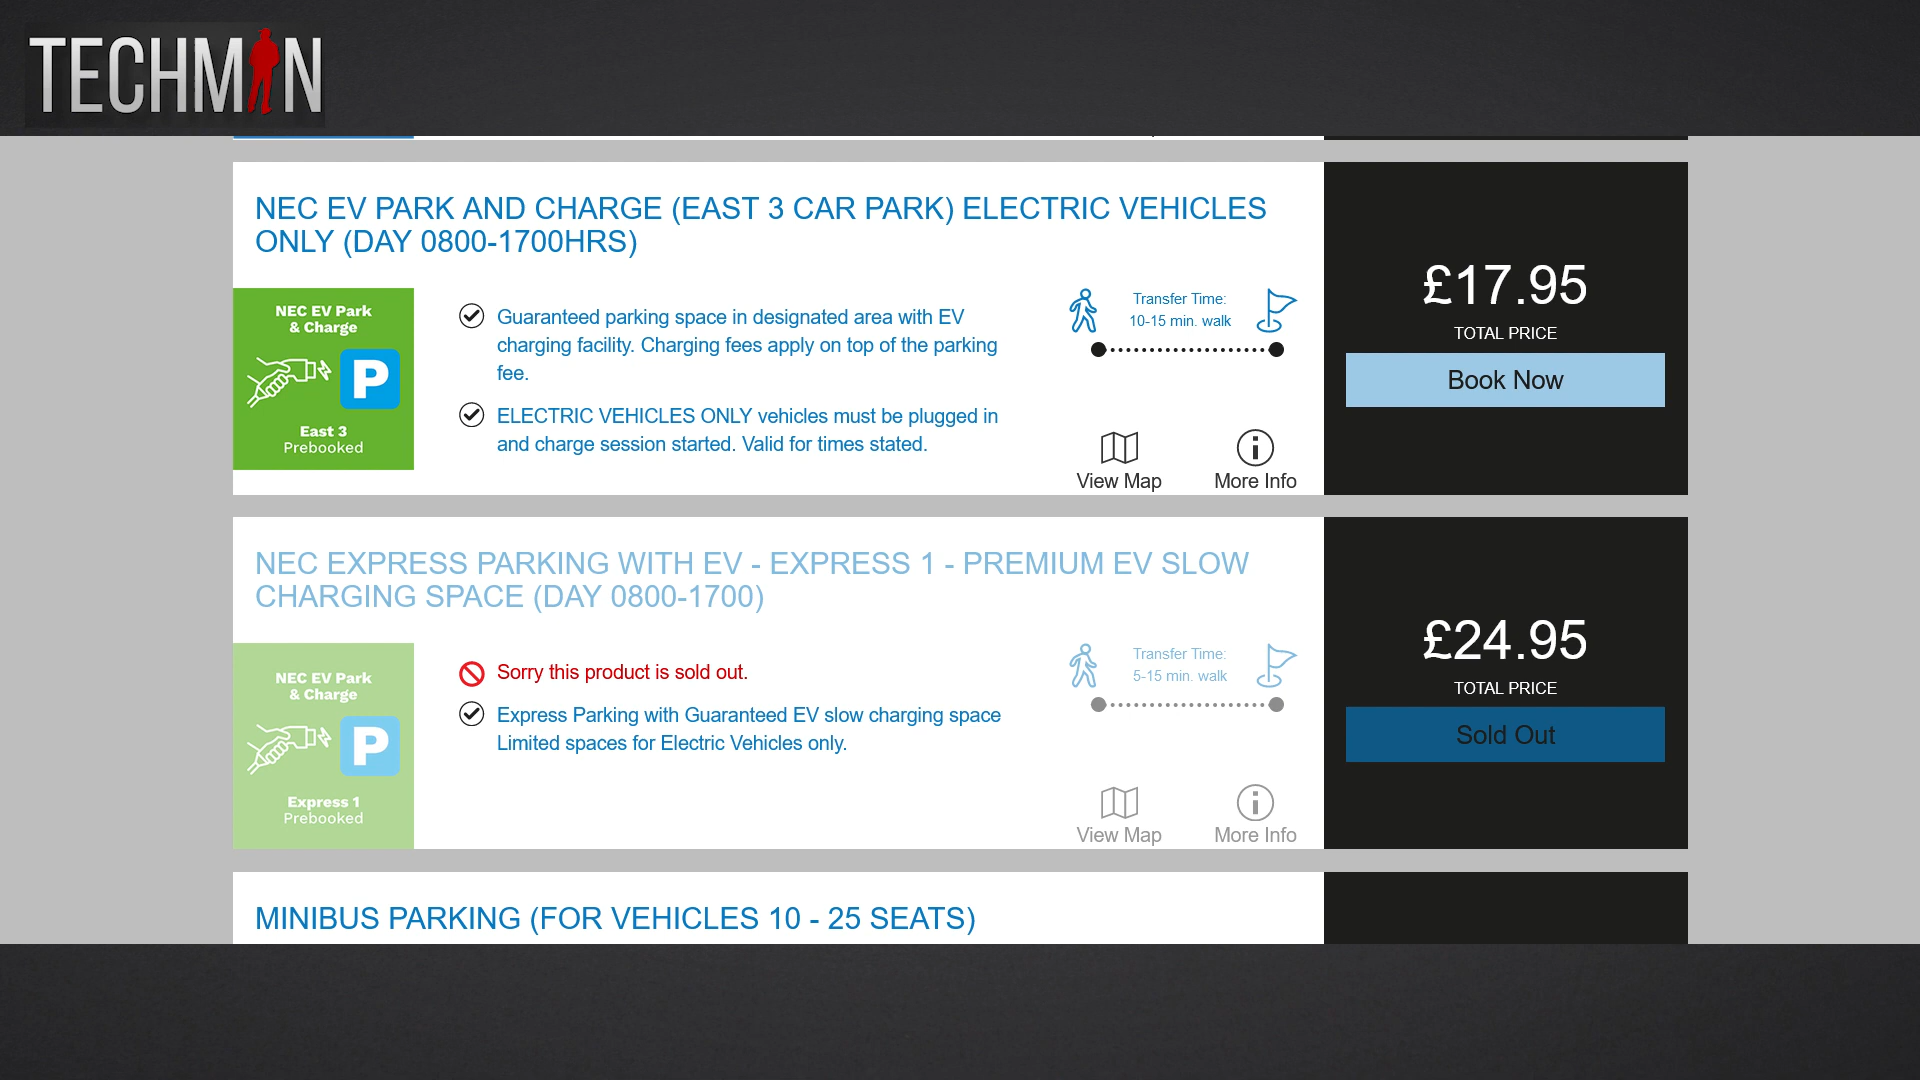 TECHMAN
NEC EV PARK AND CHARGE (EAST 3 CAR PARK) ELECTRIC VEHICLES
ONLY (DAY 0800-1700HRS)
NEC EV Park
& Charge
P
East 3
Prebooked
Guaranteed parking space in designated area with EV
charging facility. Charging fees apply on top of the parking
fee.
ELECTRIC VEHICLES ONLY vehicles must be plugged in
and charge session started. Valid for times stated.
Transfer Time:
10-15 min. walk
View Map
More Info
£17.95
TOTAL PRICE
Book Now
NEC EXPRESS PARKING WITH EV - EXPRESS 1 - PREMIUM EV SLOW
CHARGING SPACE (DAY 0800-1700)
NEC EV Park
& Charge
P
Express 1
Prebooked
Sorry this product is sold out.
Express Parking with Guaranteed EV slow charging space
Limited spaces for Electric Vehicles only.
Transfer Time:
5-15 min. walk
View Map
More Info
£24.95
TOTAL PRICE
Sold Out
MINIBUS PARKING (FOR VEHICLES 10 - 25 SEATS)